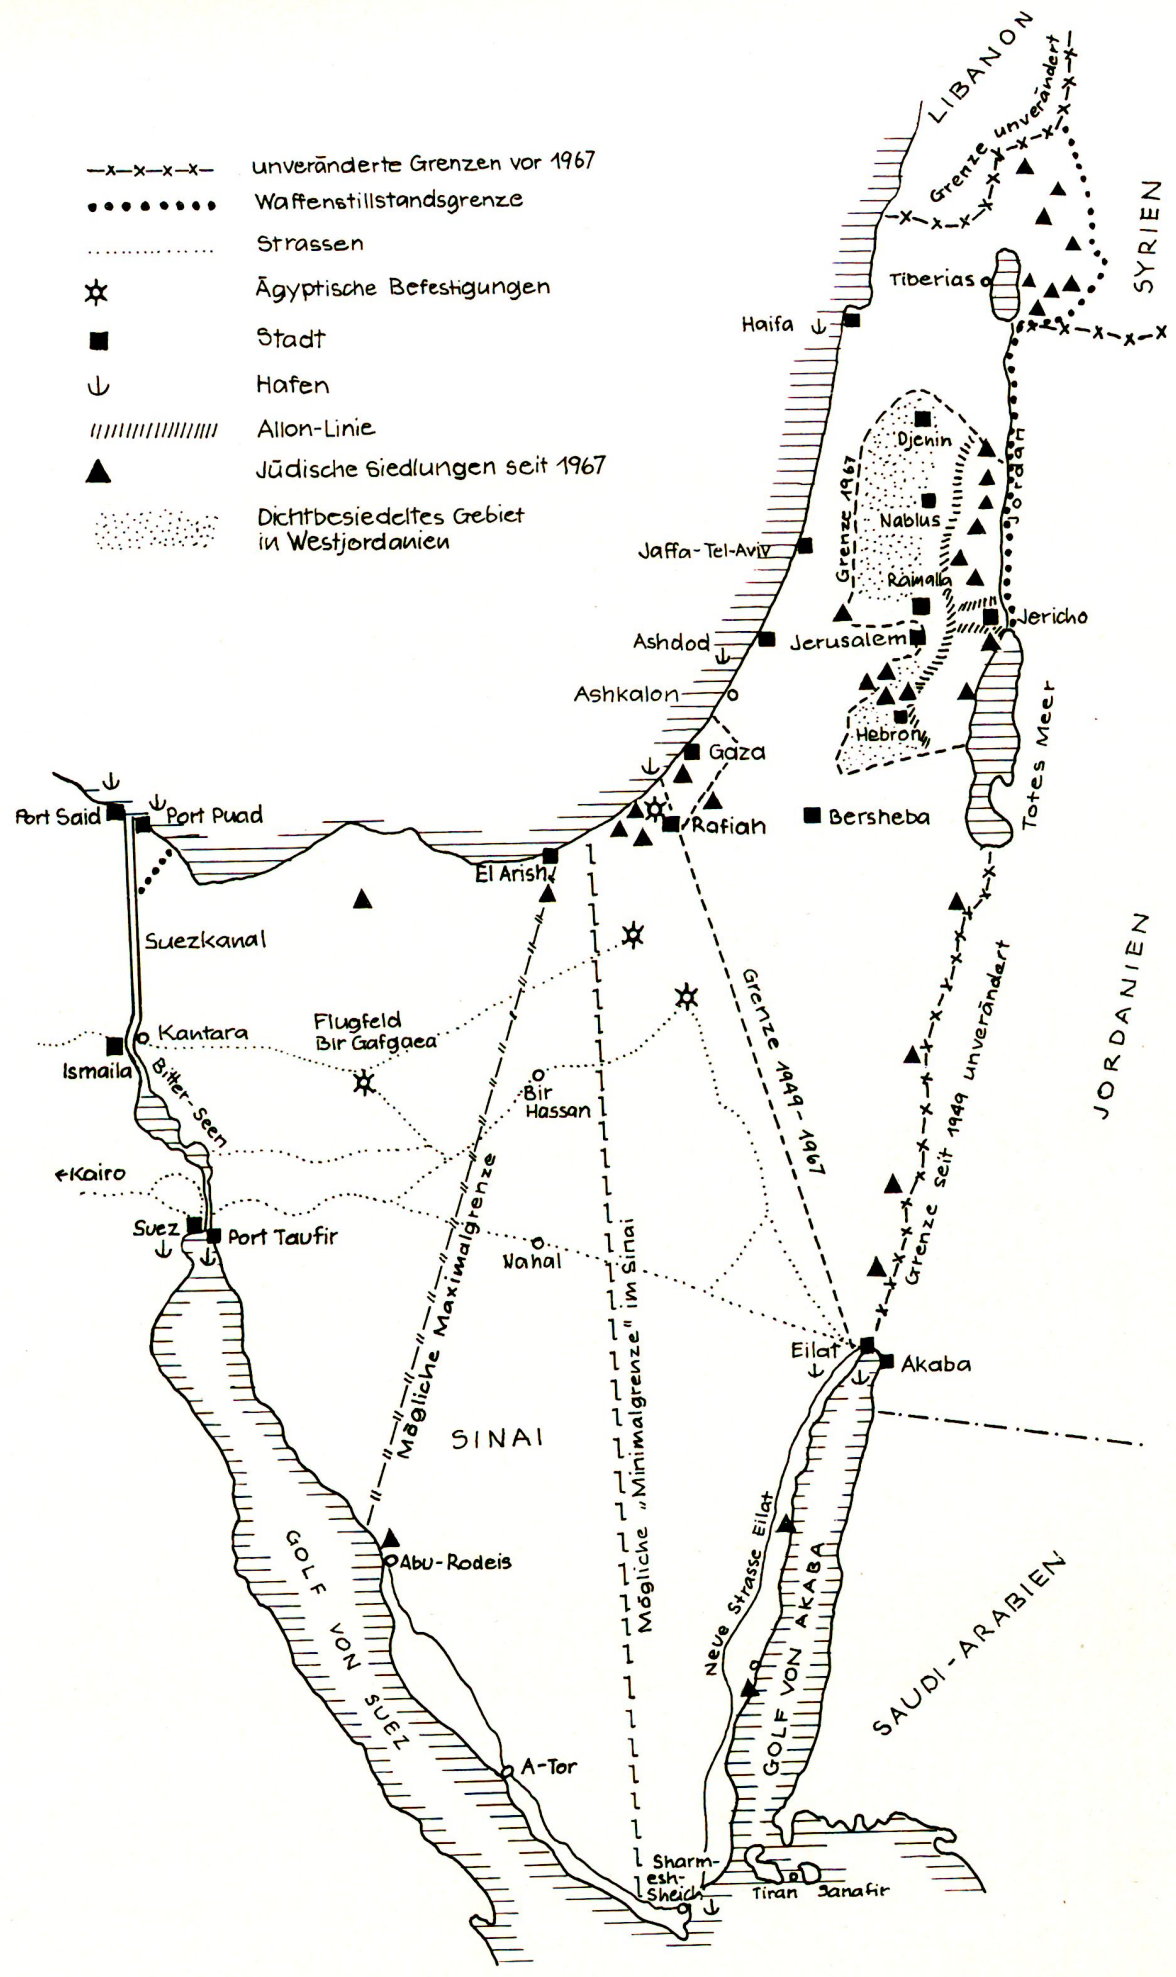 LIBANON
Grenze unverändert
SYRIEN
unveränderte Grenzen vor 1967
Waffenstillstandsgrenze
Strassen
Ägyptische Befestigungen
Stadt
Hafen
Allon-Linie
Jüdische Siedlungen seit 1967
Dichtbesiedeltes Gebiet
in Westjordanien
Tiberias
Haifa
Djenin
Grenze 1967
Jordan
Nablus
Jaffa-Tel-Aviv
Ramalla
Jericho
Ashdod
Jerusalem
Ashkalon
Hebron
Totes Meer
Gaza
Port Said
Port Puad
Rafiah
Bersheba
El Arish
Suezkanal
Kantara
Flugfeld
Bir Gafgaea
Ismaila
Bitter-Seen
Bir
Hassan
Grenze 1949-1967
Grenze seit 1949 unverändert
JORDANIEN
←Kairo
Suez
Port Taufir
Nahal
Mögliche Maximalgrenze
Mögliche „Minimalgrenze" im Sinai
Eilat
Akaba
SINAI
Neue Strasse Eilat
GOLF VON AKABA
SAUDI-ARABIEN
GOLF VON SUEZ
Abu-Rodeis
A-Tor
Sharm-
esh-
Sheich
Tiran
Sanafir